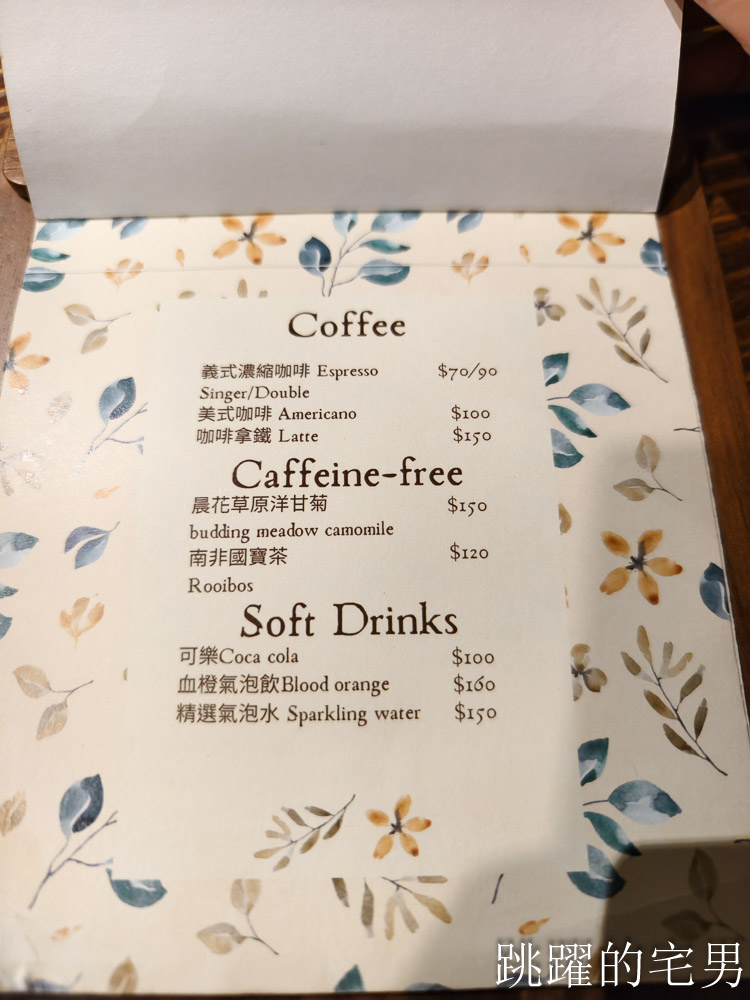 Coffee
義式濃縮咖啡 Espresso $70/90
Singer/Double
美式咖啡 Americano $100
咖啡拿鐵 Latte $150
Caffeine-free
晨花草原洋甘菊 $150
budding meadow camomile
南非國寶茶 $120
Rooibos
Soft Drinks
可樂Coca cola $100
血橙氣泡飲Blood orange $160
精選氣泡水 Sparkling water $150
跳躍的宅男